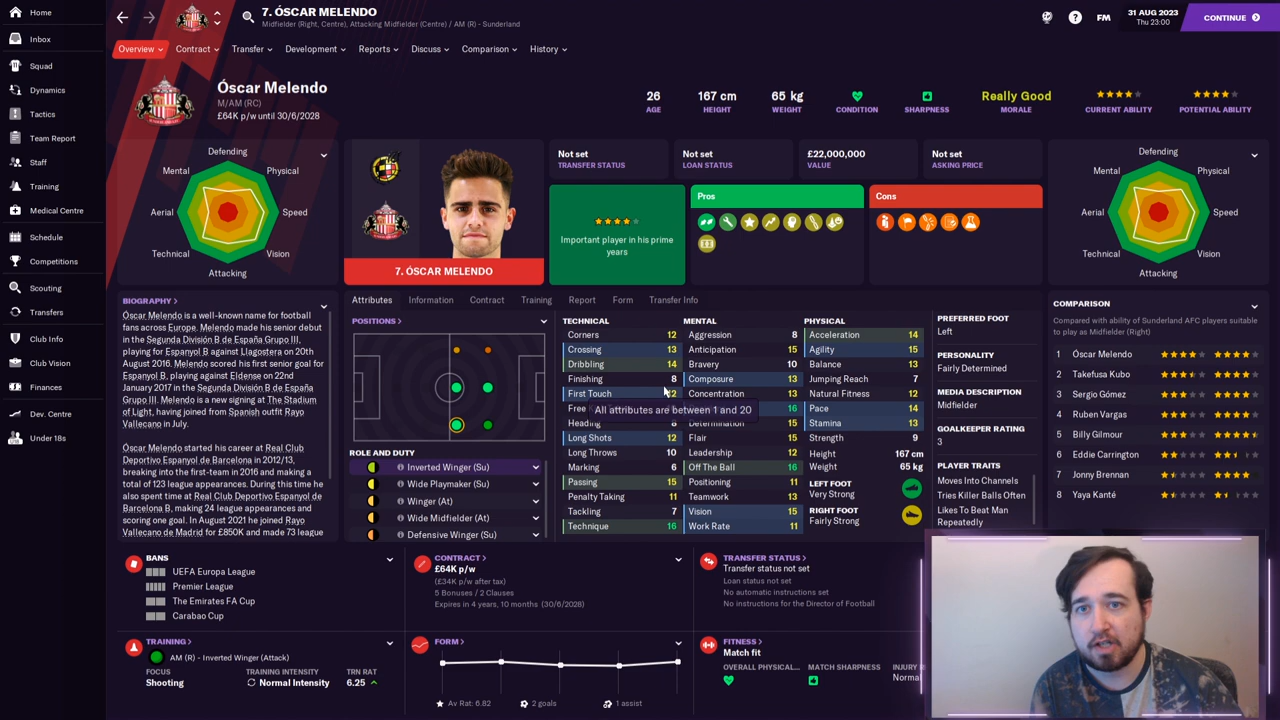 Home
Inbox
Squad
Dynamics
Tactics
Team Report
Staff
Training
Medical Centre
Schedule
Competitions
Scouting
Transfers
Club Info
Club Vision
Finances
Dev. Centre
Under 18s
7. ÓSCAR MELENDO
Midfielder (Right, Centre), Attacking Midfielder (Centre) / AM (R) - Sunderland
FM
31 AUG 2023
Thu 23:00
CONTINUE
Overview
Contract
Transfer
Development
Reports
Discuss
Comparison
History
Óscar Melendo
M/AM (RC)
£64K p/w until 30/6/2028
26
AGE
167 cm
HEIGHT
65 kg
WEIGHT
CONDITION
SHARPNESS
Really Good
MORALE
CURRENT ABILITY
POTENTIAL ABILITY
Defending
Physical
Speed
Vision
Attacking
Technical
Aerial
Mental
7. ÓSCAR MELENDO
Not set
TRANSFER STATUS
Not set
LOAN STATUS
£22,000,000
VALUE
Not set
ASKING PRICE
Important player in his prime
years
Pros
Cons
Defending
Physical
Speed
Vision
Attacking
Technical
Aerial
Mental
BIOGRAPHY >
Óscar Melendo is a well-known name for football
fans across Europe. Melendo made his senior debut
in the Segunda División B de España Grupo III,
playing for Espanyol B against Llagostera on 20th
August 2016. Melendo scored his first senior goal for
Espanyol B, playing against Eldense on 22nd
January 2017 in the Segunda División B de España
Grupo III. Melendo is a new signing at The Stadium
of Light, having joined from Spanish outfit Rayo
Vallecano in July.
Óscar Melendo started his career at Real Club
Deportivo Espanyol de Barcelona in 2012/13,
breaking into the first-team in 2016 and making a
total of 123 league appearances. During this time he
also spent time at Real Club Deportivo Espanyol de
Barcelona B, making 24 league appearances and
scoring one goal. In August 2021 he joined Rayo
Vallecano de Madrid for £850K and made 73 league
Attributes
Information
Contract
Training
Report
Form
Transfer Info
POSITIONS >
ROLE AND DUTY
Inverted Winger (Su)
Wide Playmaker (Su)
Winger (At)
Wide Midfielder (At)
Defensive Winger (Su)
TECHNICAL
Corners 12
Crossing 13
Dribbling 14
Finishing 8
First Touch 12
Free
Heading 8
Long Shots 12
Long Throws 10
Marking 6
Passing 15
Penalty Taking 11
Tackling 7
Technique 16
All attributes are between 1 and 20
MENTAL
Aggression 8
Anticipation 15
Bravery 10
Composure 13
Concentration 13
16
Determination 15
Flair 15
Leadership 12
Off The Ball 16
Positioning 11
Teamwork 13
Vision 15
Work Rate 11
PHYSICAL
Acceleration 14
Agility 15
Balance 13
Jumping Reach 7
Natural Fitness 12
Pace 14
Stamina 13
Strength 9
Height 167 cm
Weight 65 kg
LEFT FOOT
Very Strong
RIGHT FOOT
Fairly Strong
PREFERRED FOOT
Left
PERSONALITY
Fairly Determined
MEDIA DESCRIPTION
Midfielder
GOALKEEPER RATING
3
PLAYER TRAITS
Moves Into Channels
Tries Killer Balls Often
Likes To Beat Man
Repeatedly
COMPARISON
Compared with ability of Sunderland AFC players suitable
to play as Midfielder (Right)
1 Óscar Melendo
2 Takefusa Kubo
3 Sergio Gómez
4 Ruben Vargas
5 Billy Gilmour
6 Eddie Carrington
7 Jonny Brennan
8 Yaya Kanté
BANS
UEFA Europa League
Premier League
The Emirates FA Cup
Carabao Cup
CONTRACT >
£64K p/w
(£34K p/w after tax)
5 Bonuses / 2 Clauses
Expires in 4 years, 10 months (30/6/2028)
TRANSFER STATUS >
Transfer status not set
Loan status not set
No automatic instructions set
No instructions for the Director of Football
TRAINING >
AM (R) - Inverted Winger (Attack)
FOCUS
Shooting
TRAINING INTENSITY
Normal Intensity
TRN RAT
6.25
FORM >
Av Rat: 6.82
2 goals
1 assist
FITNESS >
Match fit
OVERALL PHYSICAL...
MATCH SHARPNESS
INJURY
Normal